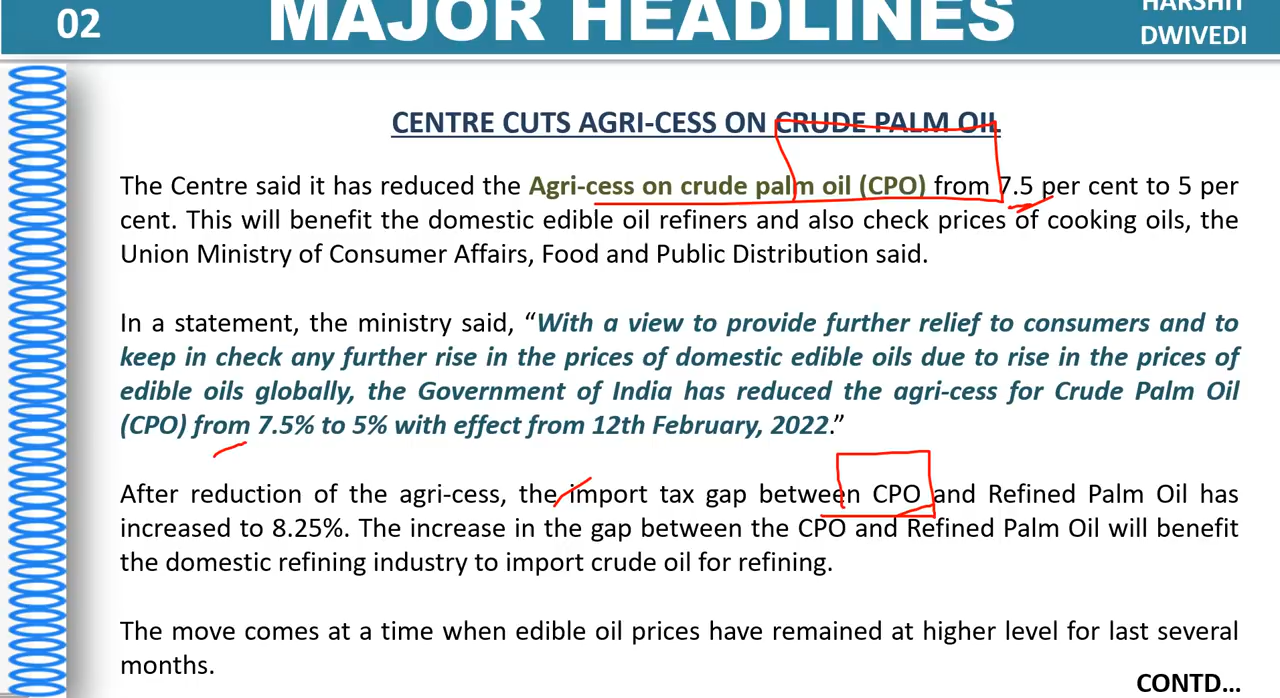 02
MAJOR HEADLINES
HARSHIT
DWIVEDI
CENTRE CUTS AGRI-CESS ON CRUDE PALM OIL
The Centre said it has reduced the Agri-cess on crude palm oil (CPO) from 7.5 per cent to 5 per
cent. This will benefit the domestic edible oil refiners and also check prices of cooking oils, the
Union Ministry of Consumer Affairs, Food and Public Distribution said.
In a statement, the ministry said, “With a view to provide further relief to consumers and to
keep in check any further rise in the prices of domestic edible oils due to rise in the prices of
edible oils globally, the Government of India has reduced the agri-cess for Crude Palm Oil
(CPO) from 7.5% to 5% with effect from 12th February, 2022.”
After reduction of the agri-cess, the import tax gap between CPO and Refined Palm Oil has
increased to 8.25%. The increase in the gap between the CPO and Refined Palm Oil will benefit
the domestic refining industry to import crude oil for refining.
The move comes at a time when edible oil prices have remained at higher level for last several
months.
CONTD...